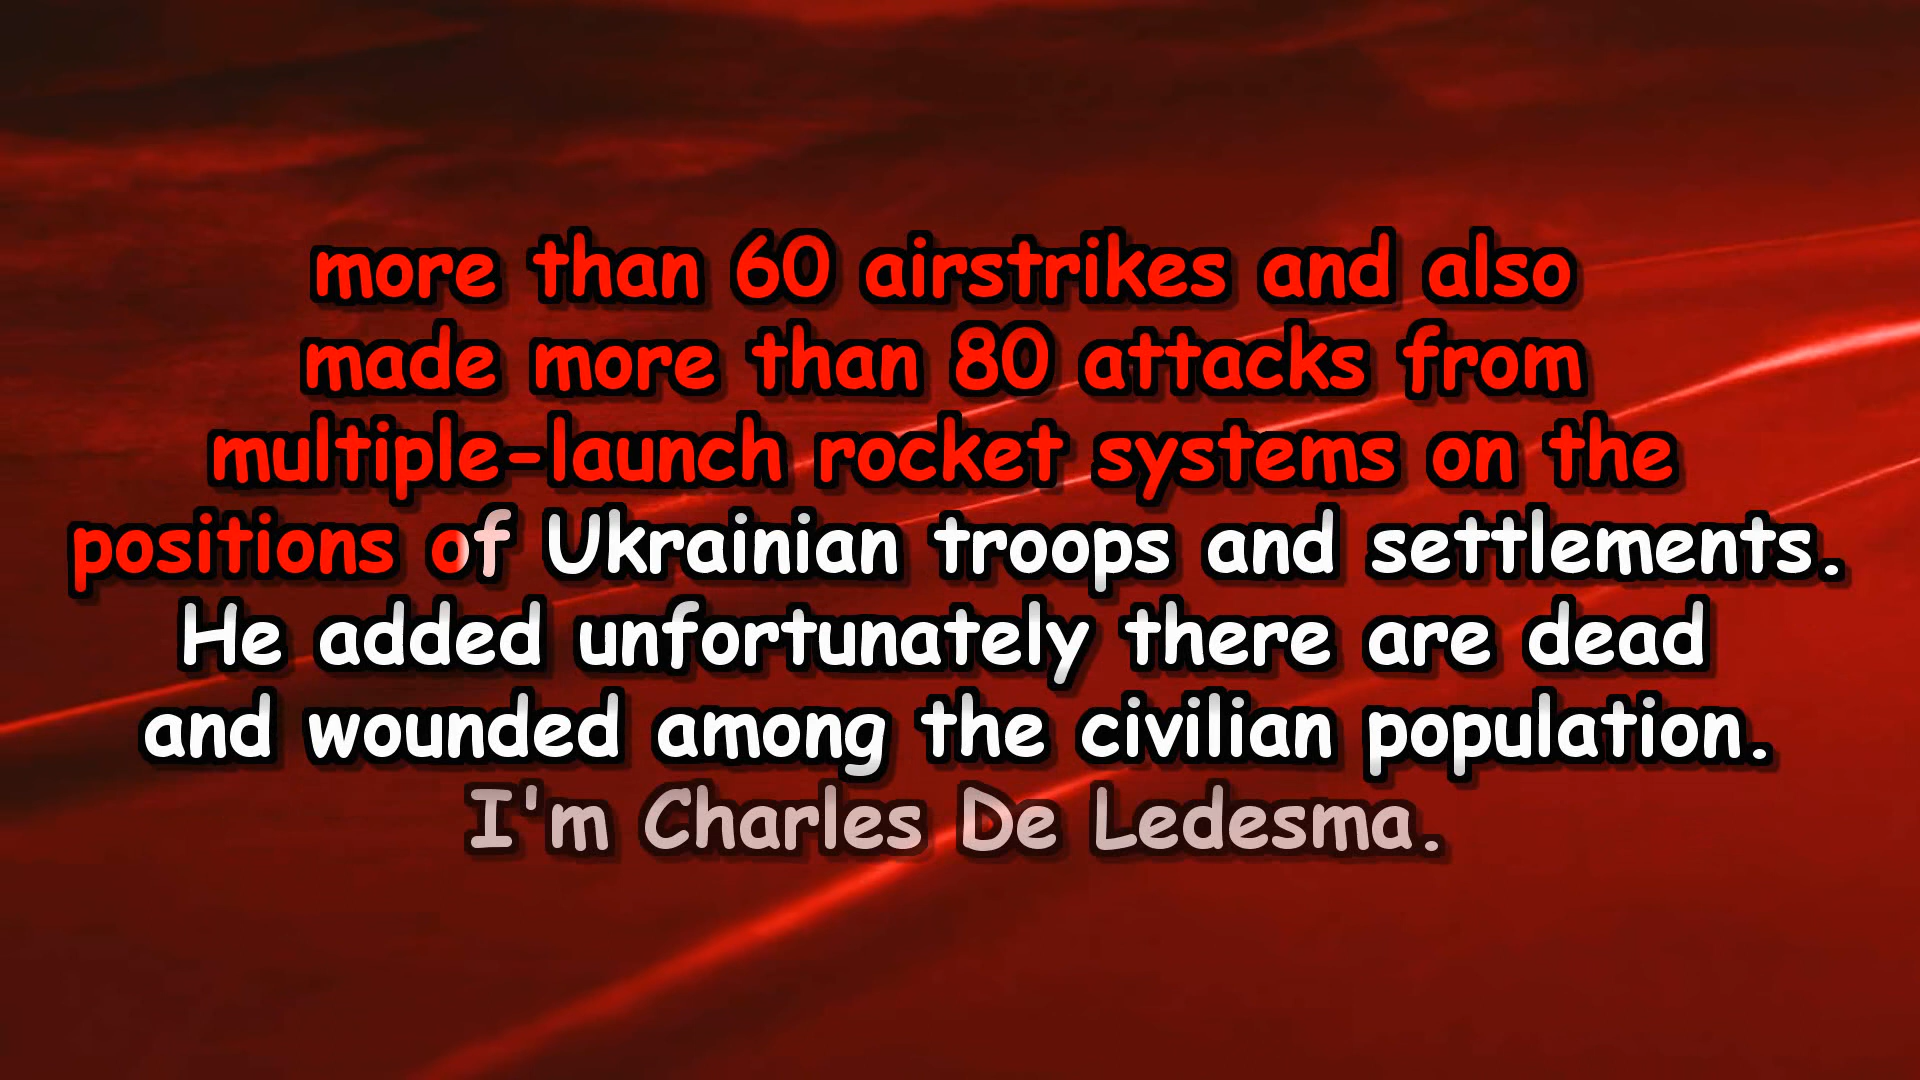 more than 60 airstrikes and also
made more than 80 attacks from
multiple-launch rocket systems on the
positions of Ukrainian troops and settlements.
He added unfortunately there are dead
and wounded among the civilian population.
I'm Charles De Ledesma.